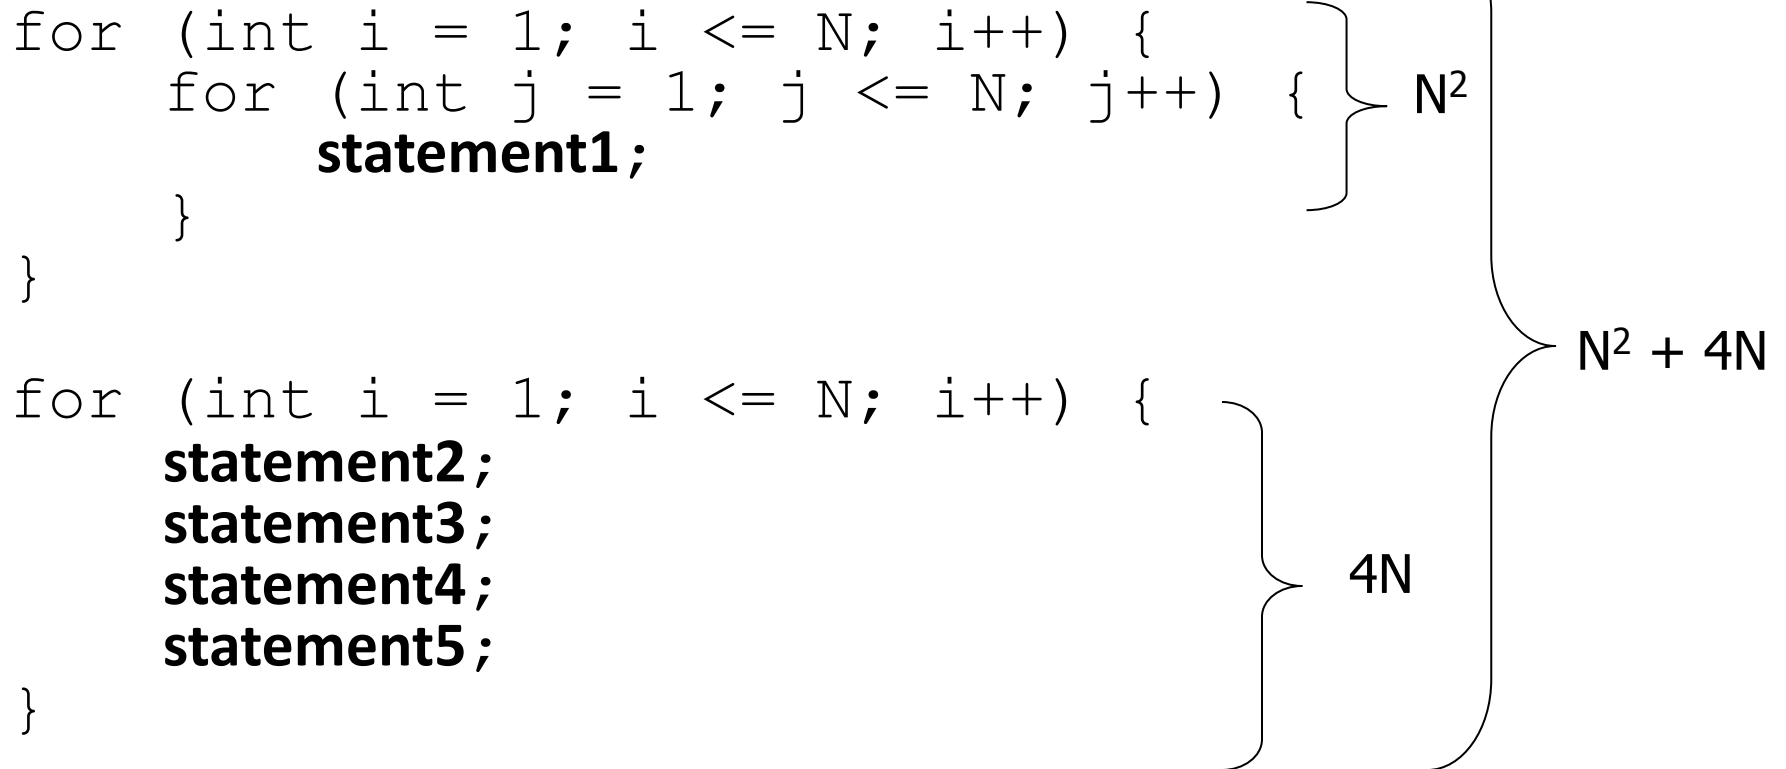 for (int i = 1; i <= N; i++) {
for (int j = 1; j <= N; j++) {
statement1;
}
}
N²
for (int i = 1; i <= N; i++) {
statement2;
statement3;
statement4;
statement5;
}
4N
N² + 4N